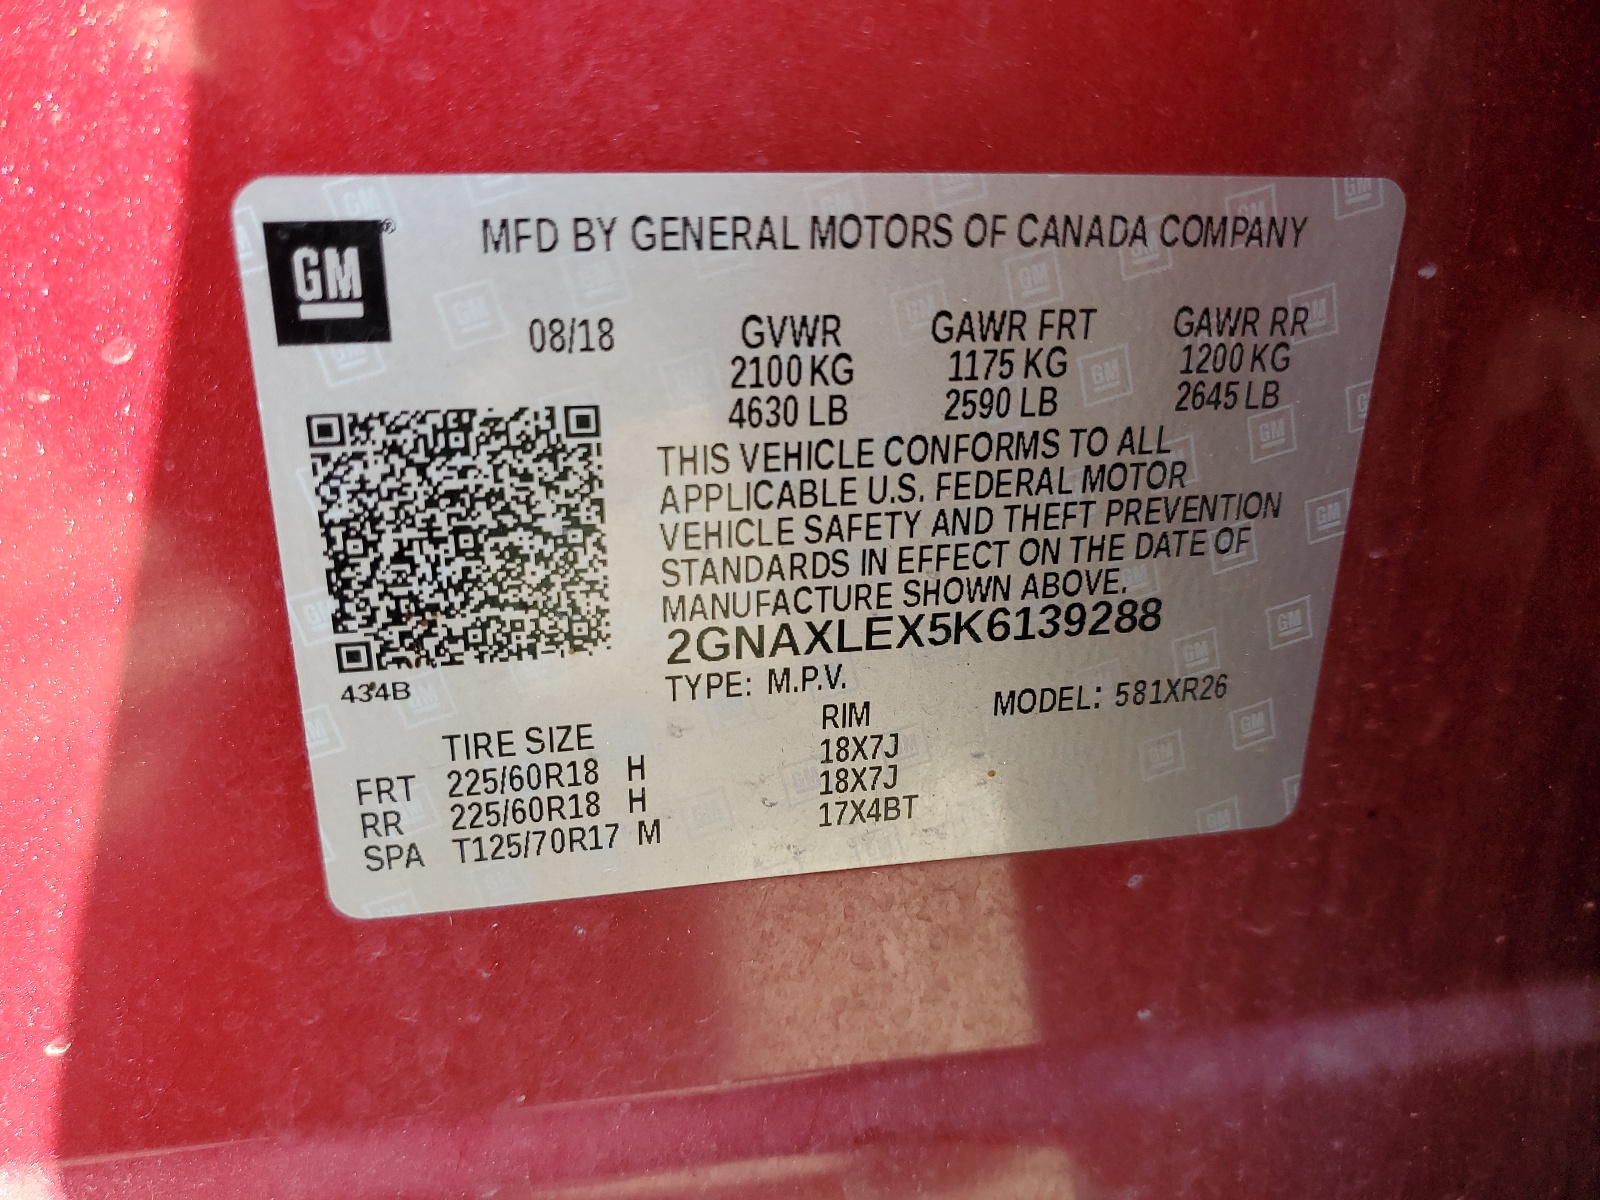 GM®
MFD BY GENERAL MOTORS OF CANADA COMPANY
08/18 GVWR GAWR FRT GAWR RR
2100 KG 1175 KG 1200 KG
4630 LB 2590 LB 2645 LB
THIS VEHICLE CONFORMS TO ALL
APPLICABLE U.S. FEDERAL MOTOR
VEHICLE SAFETY AND THEFT PREVENTION
STANDARDS IN EFFECT ON THE DATE OF
MANUFACTURE SHOWN ABOVE.
2GNAXLEX5K6139288
434B
TYPE: M.P.V. MODEL: 581XR26
TIRE SIZE RIM
FRT 225/60R18 H 18X7J
RR 225/60R18 H 18X7J
SPA T125/70R17 M 17X4BT